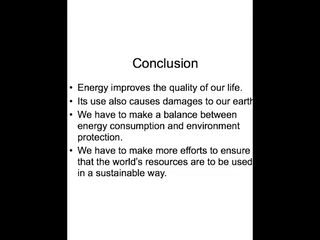 Conclusion
• Energy improves the quality of our life.
• Its use also causes damages to our earth
• We have to make a balance between
energy consumption and environment
protection.
• We have to make more efforts to ensure
that the world's resources are to be used
in a sustainable way.